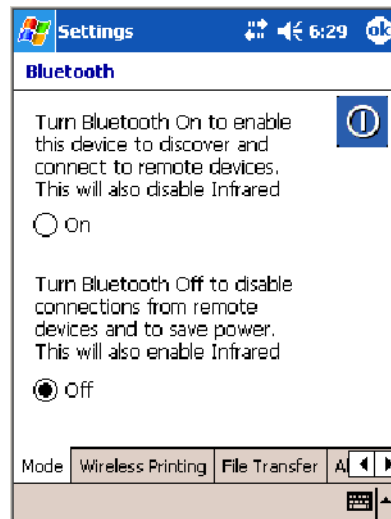 Settings 6:29 ok
Bluetooth
Turn Bluetooth On to enable
this device to discover and
connect to remote devices.
This will also disable Infrared
On
Turn Bluetooth Off to disable
connections from remote
devices and to save power.
This will also enable Infrared
Off
Mode Wireless Printing File Transfer